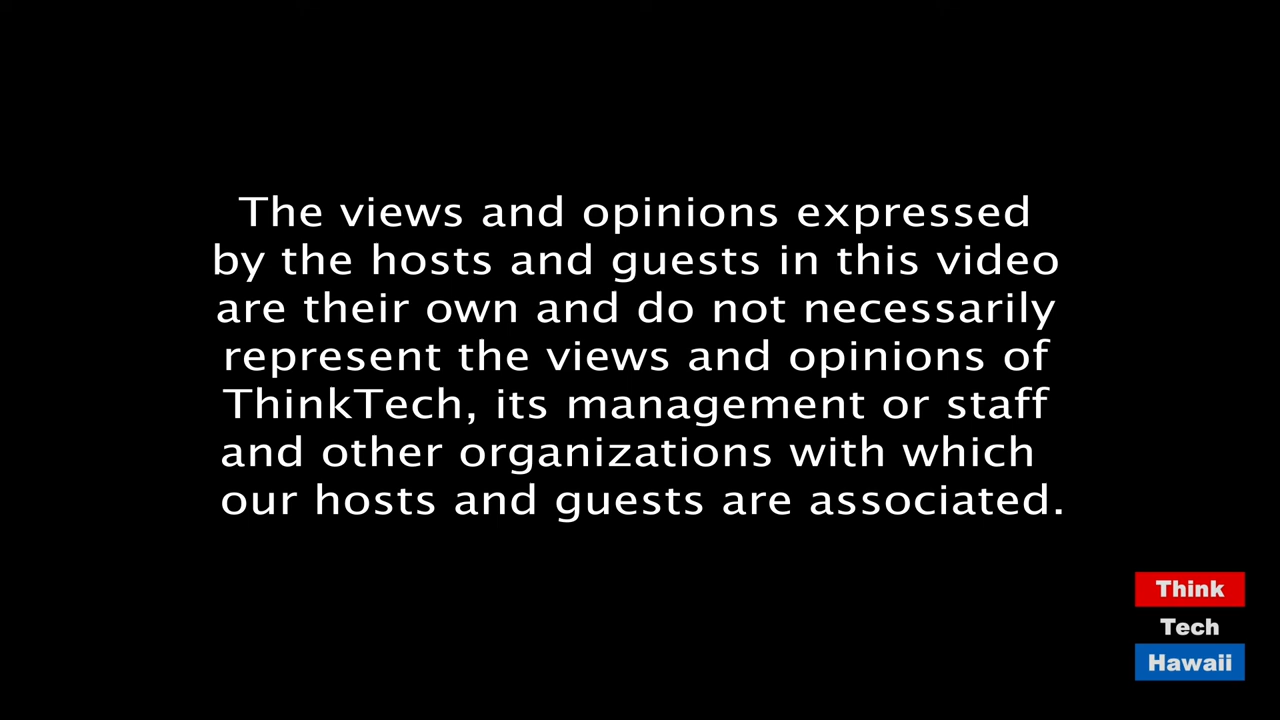 The views and opinions expressed
by the hosts and guests in this video
are their own and do not necessarily
represent the views and opinions of
ThinkTech, its management or staff
and other organizations with which
our hosts and guests are associated.
Think
Tech
Hawaii